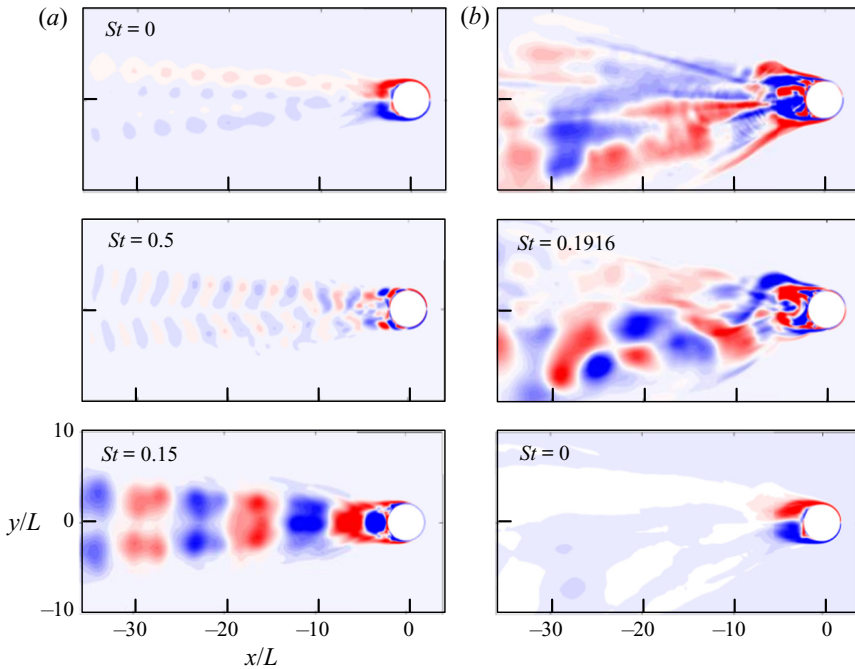 (a)
St = 0
(b)
St = 0.5
St = 0.1916
10
St = 0.15
St = 0
y/L
0
–10
–30
–20
–10
0
–30
–20
–10
0
x/L
x/L